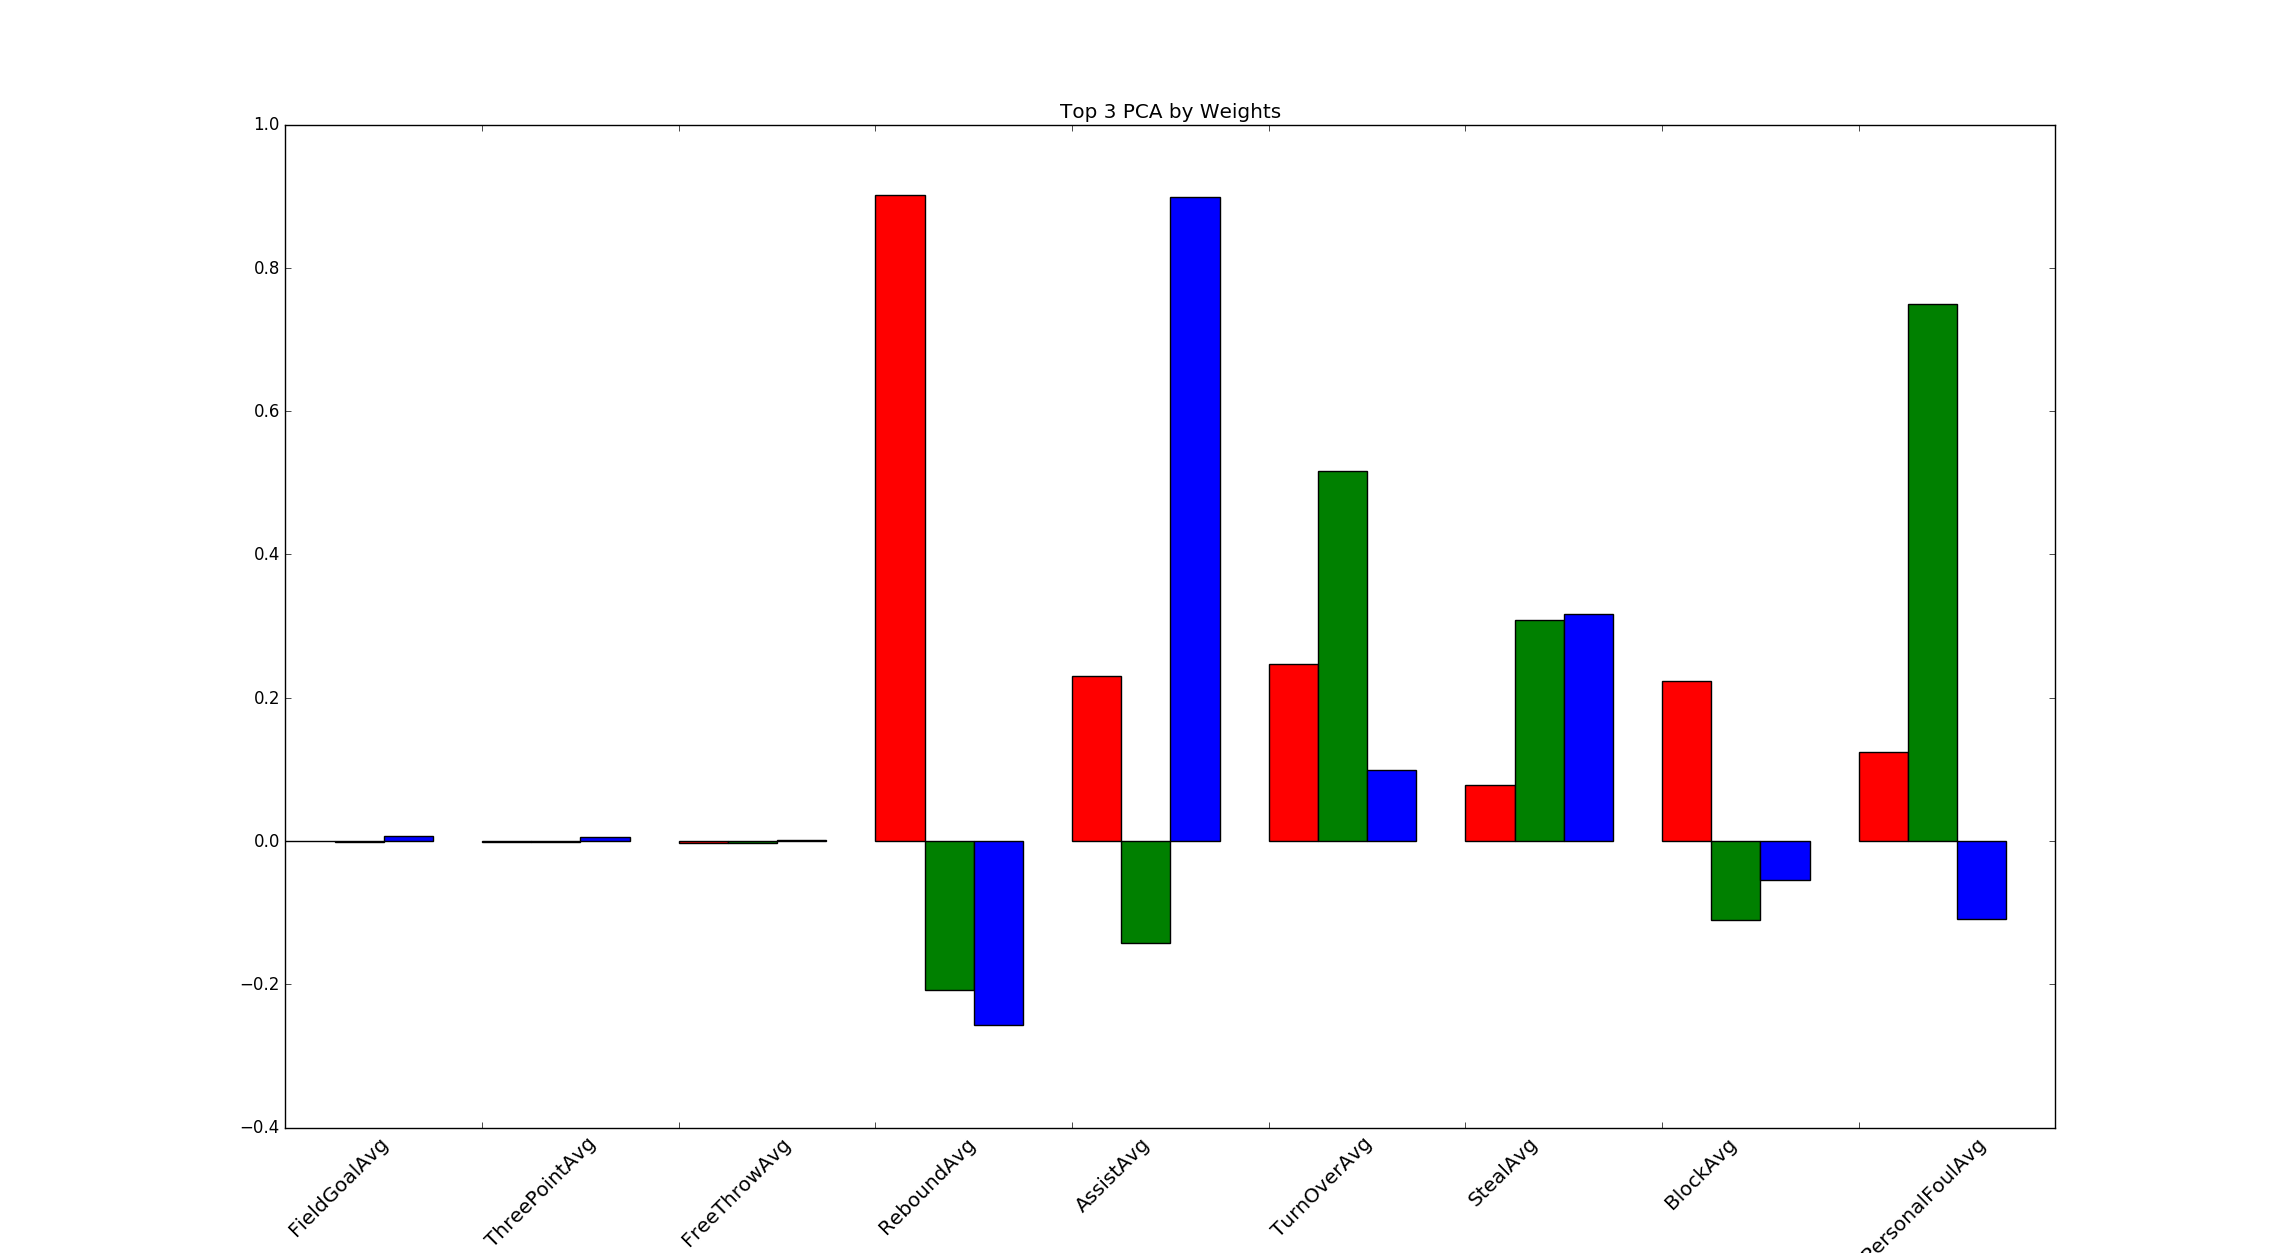 Top 3 PCA by Weights
1.0
0.8
0.6
0.4
0.2
0.0
−0.2
−0.4
FieldGoalAvg
ThreePointAvg
FreeThrowAvg
ReboundAvg
AssistAvg
TurnOverAvg
StealAvg
BlockAvg
PersonalFoulAvg